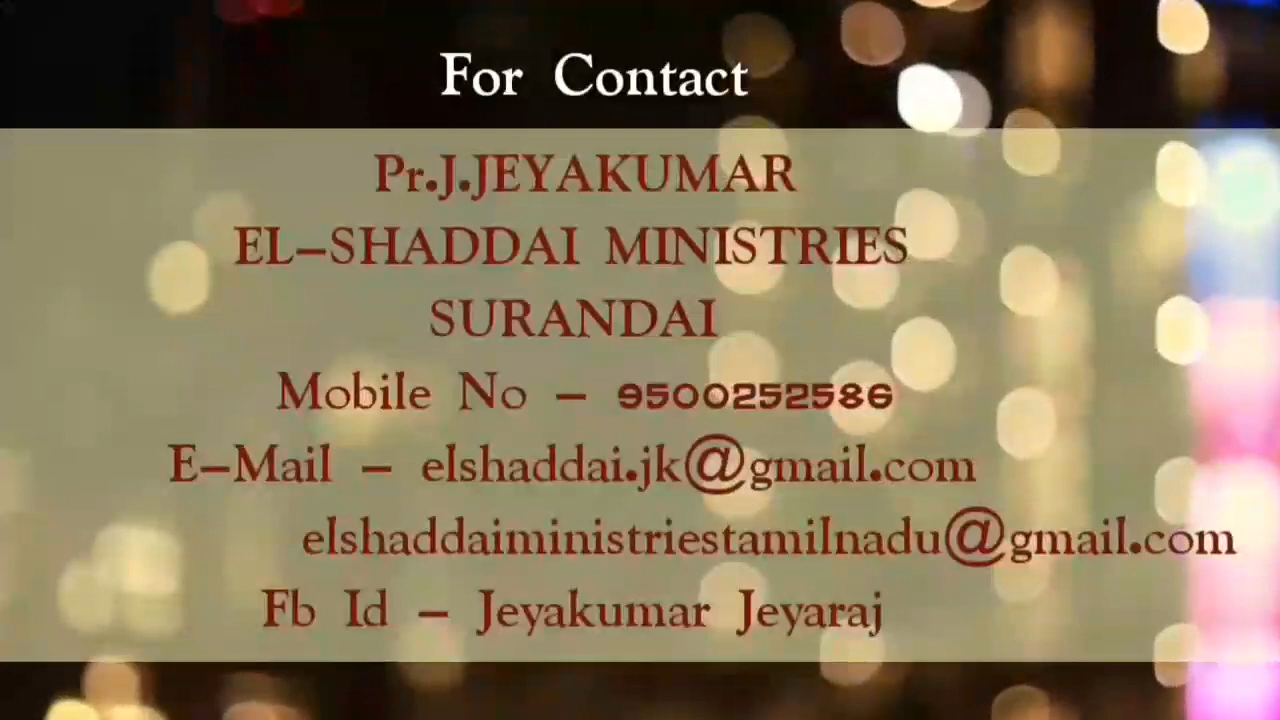 For Contact
Pr.J.JEYAKUMAR
EL-SHADDAI MINISTRIES
SURANDAI
Mobile No - 9500252586
E-Mail - elshaddai.jk@gmail.com
elshaddaiministriestamilnadu@gmail.com
Fb Id - Jeyakumar Jeyaraj